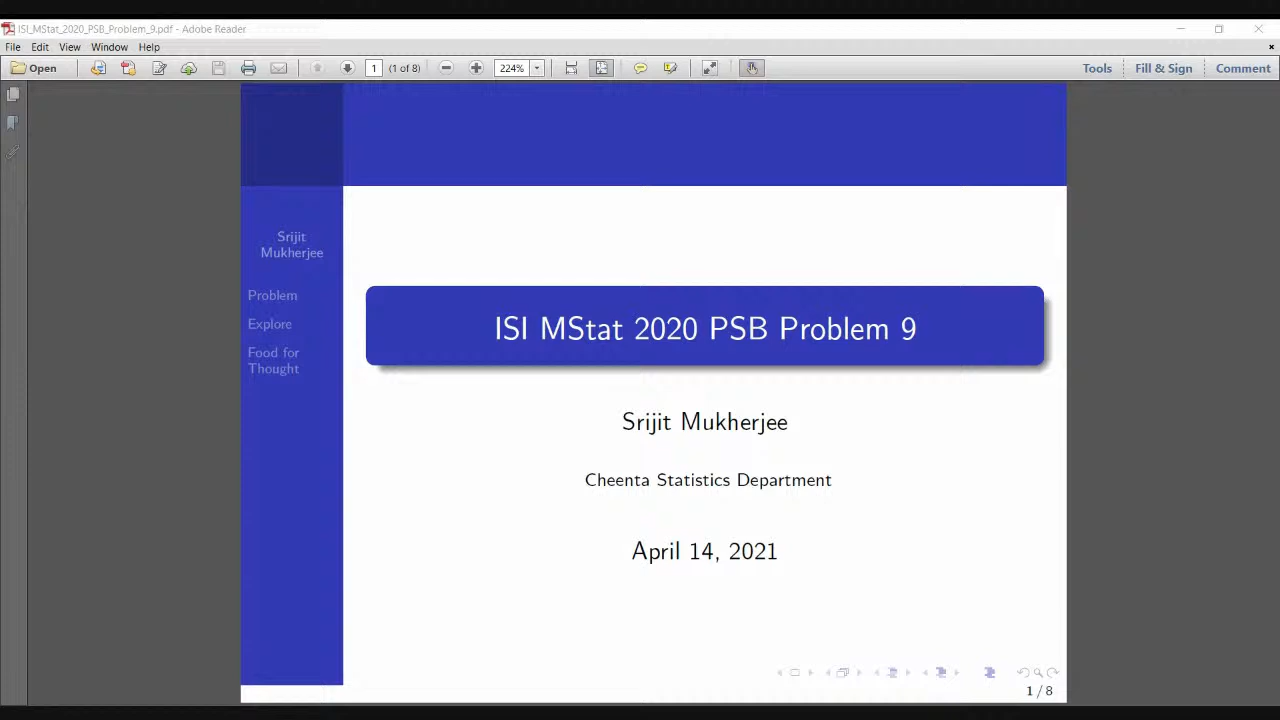 ISI_MStat_2020_PSB_Problem_9.pdf - Adobe Reader
File Edit View Window Help
Open 1 (1 of 8) 224% Tools Fill & Sign Comment
Srijit
Mukherjee
Problem
Explore
Food for
Thought
ISI MStat 2020 PSB Problem 9
Srijit Mukherjee
Cheenta Statistics Department
April 14, 2021
1 / 8